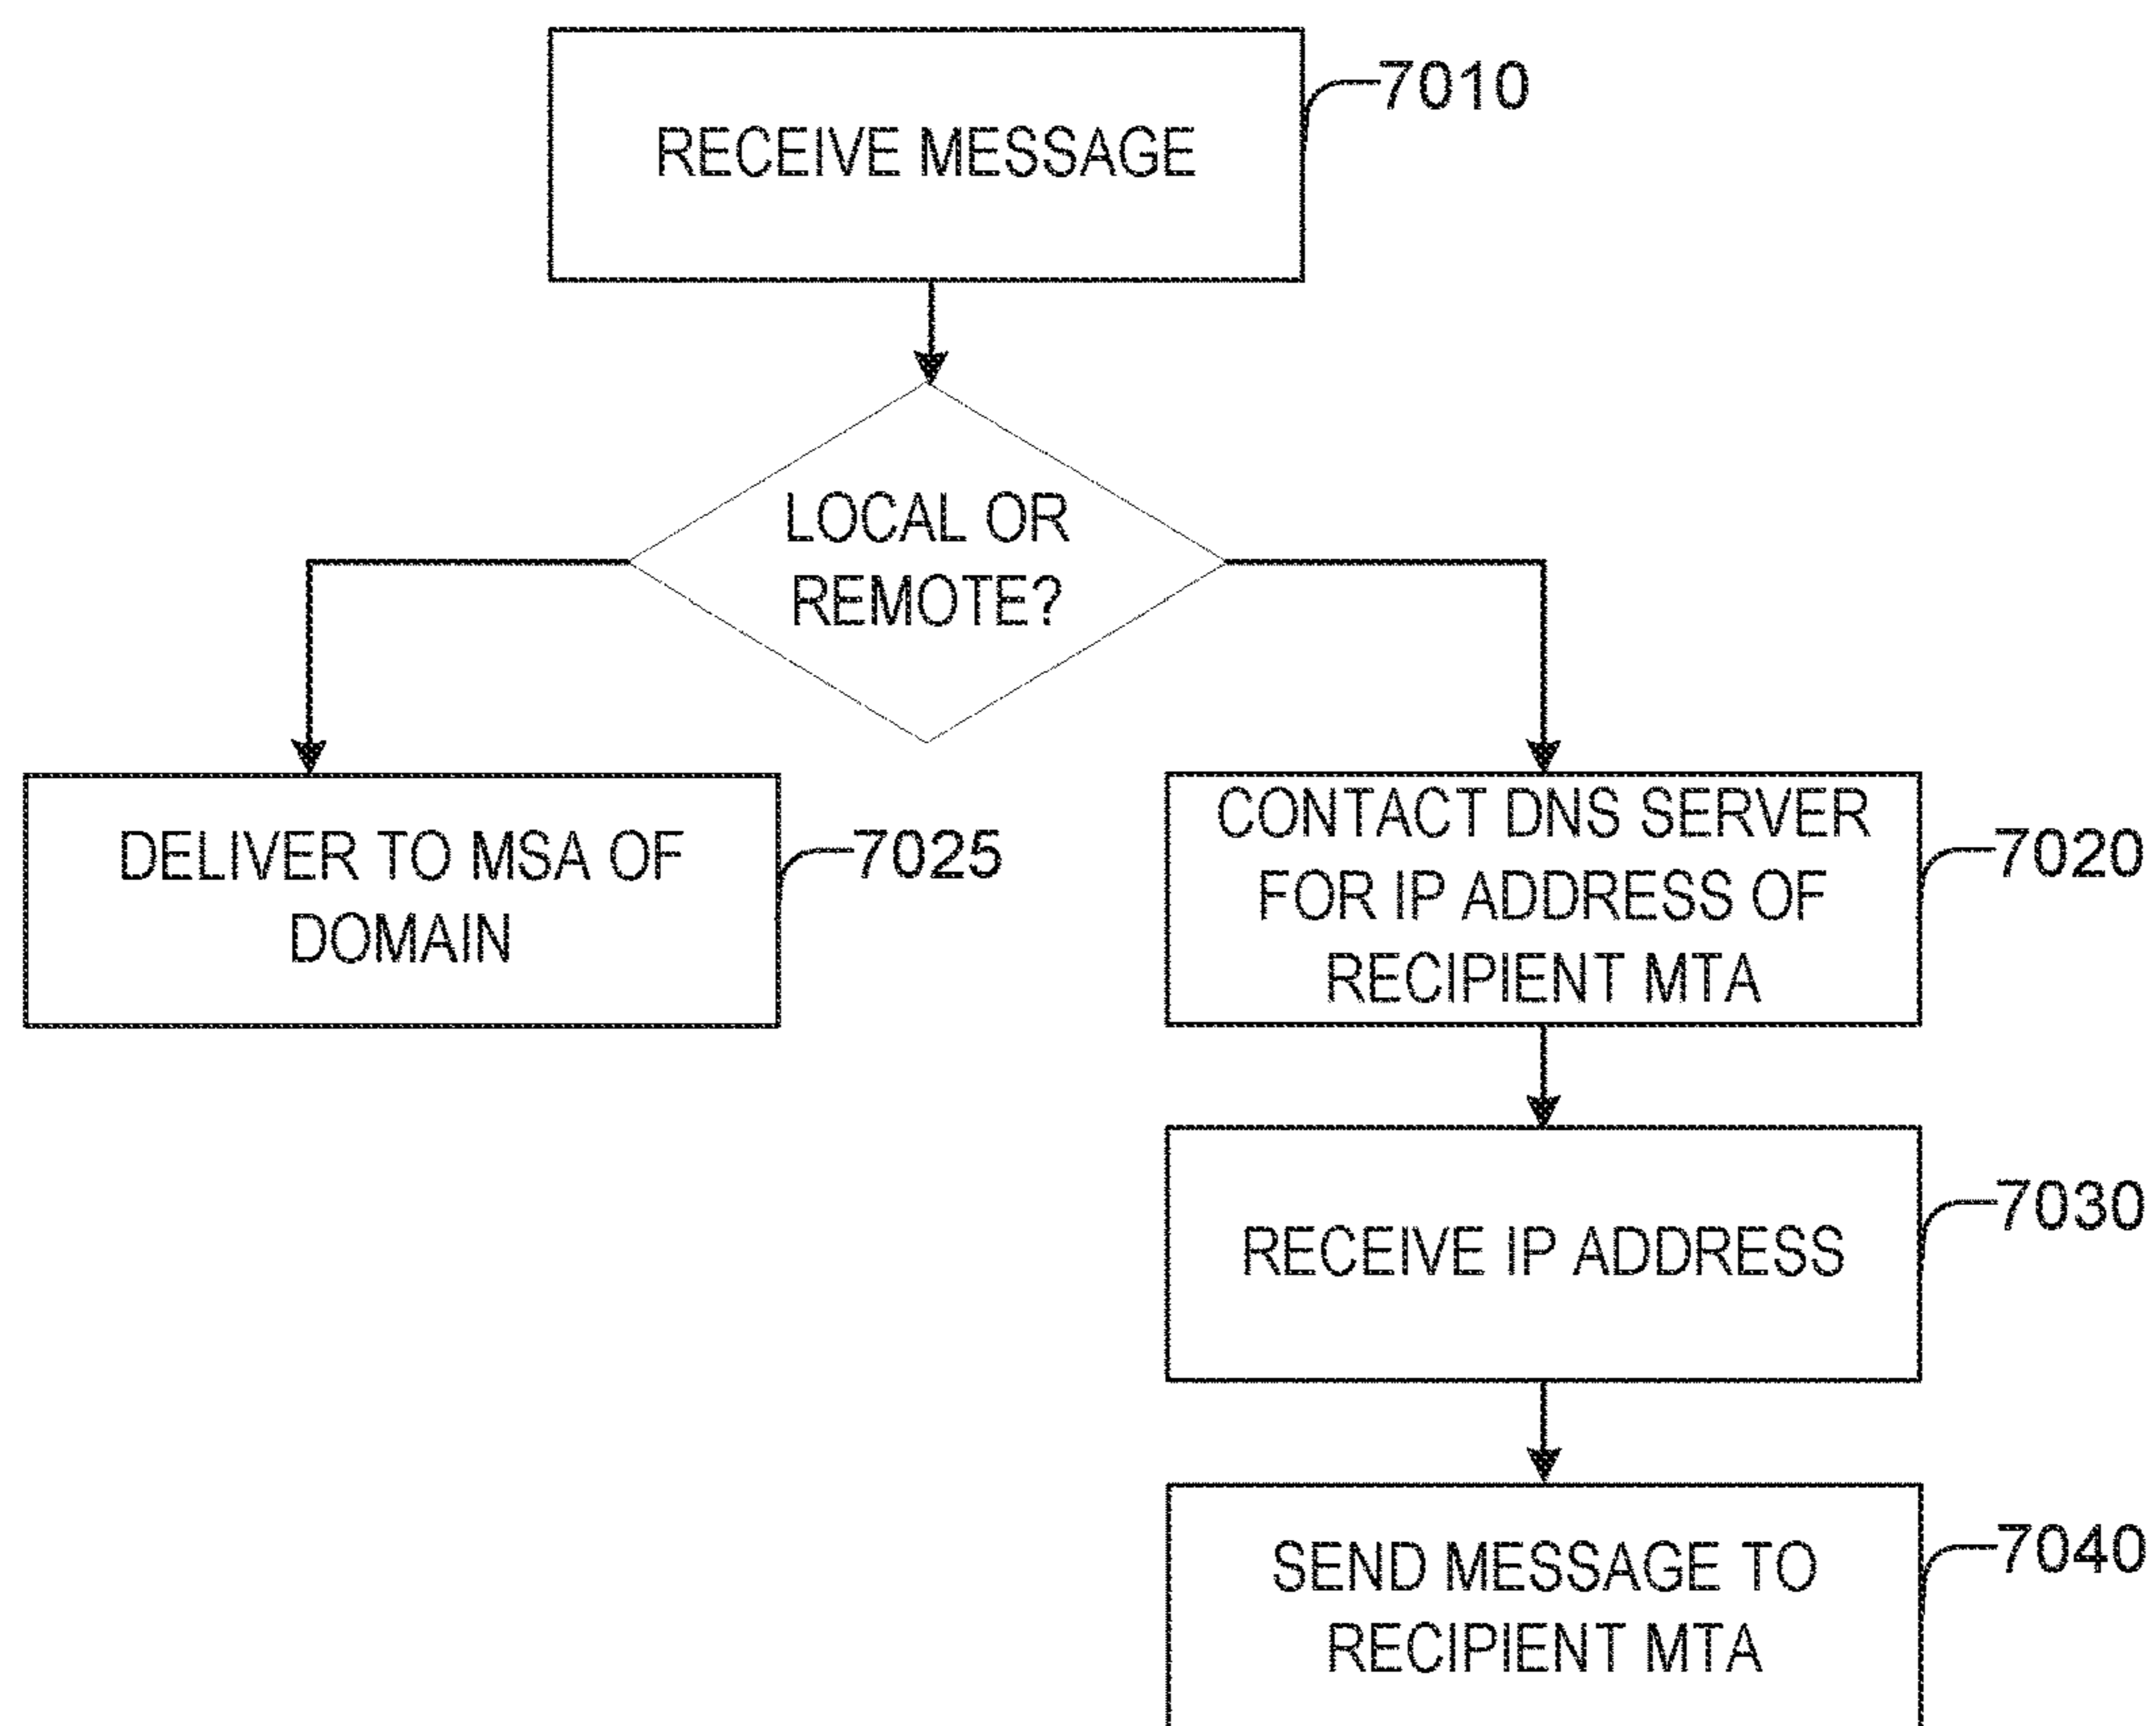 RECEIVE MESSAGE
7010
LOCAL OR
REMOTE?
DELIVER TO MSA OF
DOMAIN
7025
CONTACT DNS SERVER
FOR IP ADDRESS OF
RECIPIENT MTA
7020
RECEIVE IP ADDRESS
7030
SEND MESSAGE TO
RECIPIENT MTA
7040